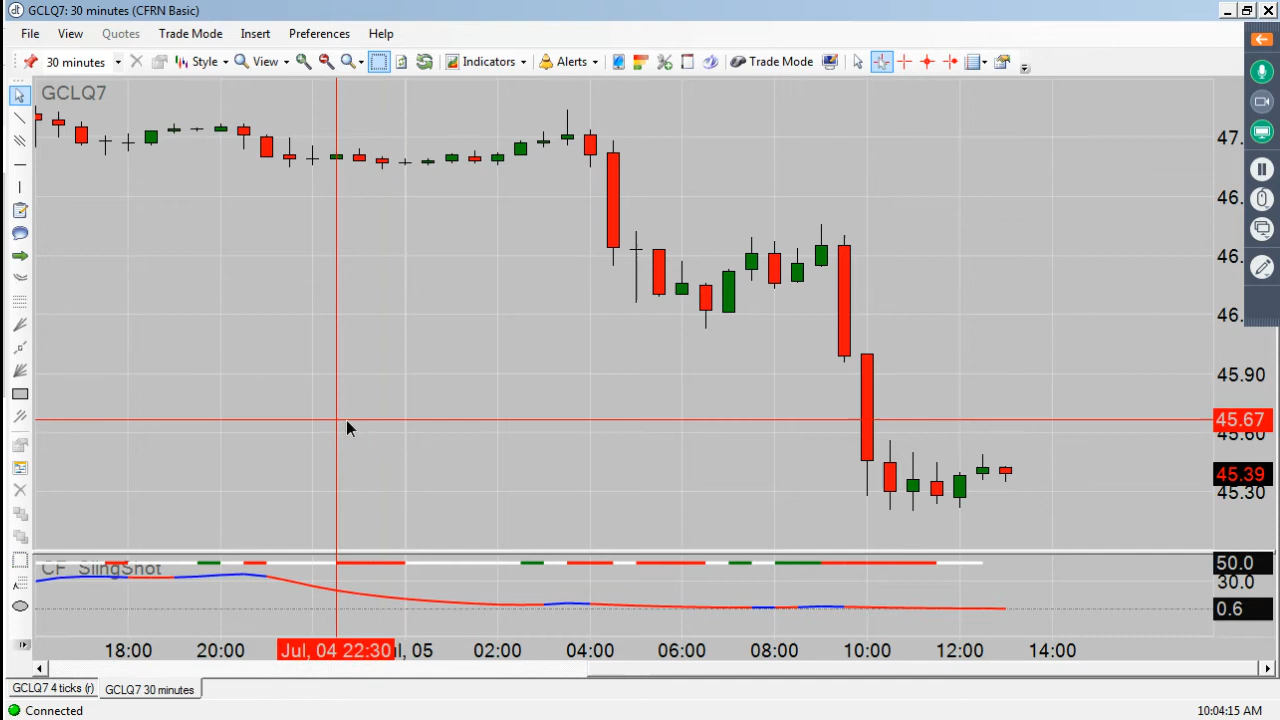 GCLQ7: 30 minutes (CFRN Basic)
File View Quotes Trade Mode Insert Preferences Help
30 minutes Style View Indicators Alerts Trade Mode
GCLQ7
47.
46.
46.
46.
45.90
45.67
45.60
45.39
45.30
CF_SlingShot
50.0
30.0
0.6
18:00 20:00 Jul, 04 22:30 ul, 05 02:00 04:00 06:00 08:00 10:00 12:00 14:00
GCLQ7 4 ticks (r) GCLQ7 30 minutes
Connected 10:04:15 AM